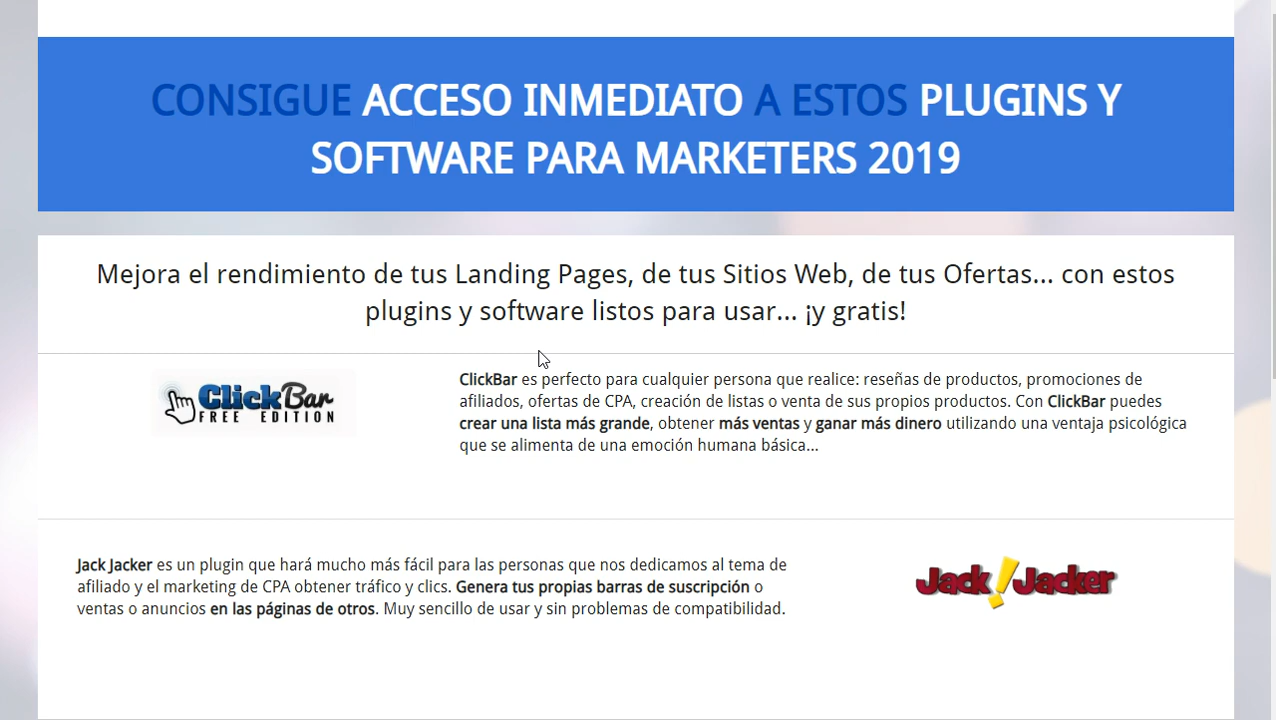 CONSIGUE ACCESO INMEDIATO A ESTOS PLUGINS Y
SOFTWARE PARA MARKETERS 2019
Mejora el rendimiento de tus Landing Pages, de tus Sitios Web, de tus Ofertas... con estos
plugins y software listos para usar... ¡y gratis!
ClickBar
FREE EDITION
ClickBar es perfecto para cualquier persona que realice: reseñas de productos, promociones de
afiliados, ofertas de CPA, creación de listas o venta de sus propios productos. Con ClickBar puedes
crear una lista más grande, obtener más ventas y ganar más dinero utilizando una ventaja psicológica
que se alimenta de una emoción humana básica...
Jack Jacker es un plugin que hará mucho más fácil para las personas que nos dedicamos al tema de
afiliado y el marketing de CPA obtener tráfico y clics. Genera tus propias barras de suscripción o
ventas o anuncios en las páginas de otros. Muy sencillo de usar y sin problemas de compatibilidad.
Jack!Jacker